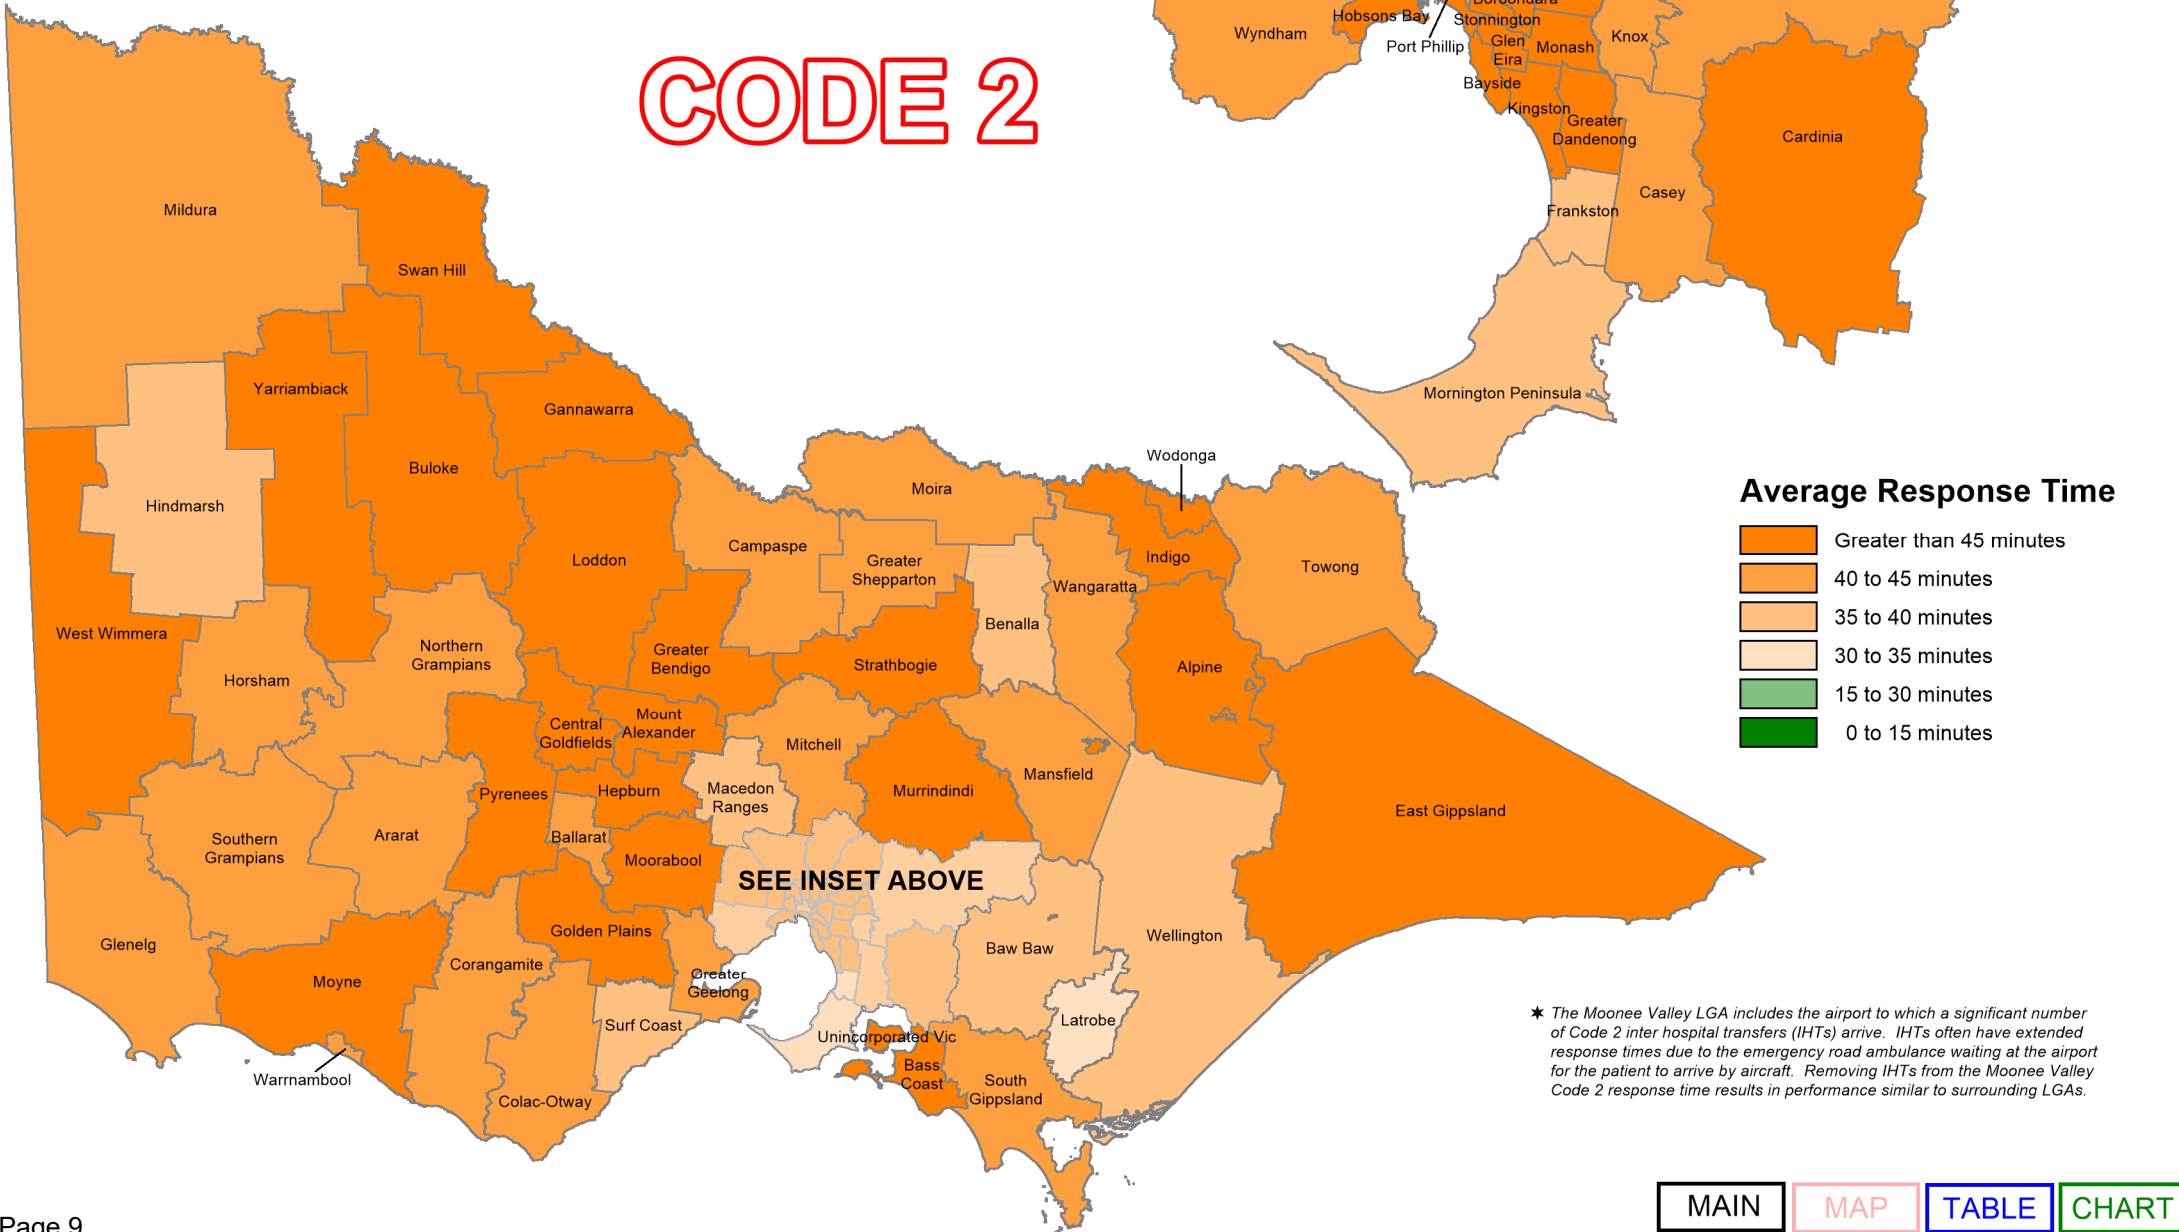 Boroondara
Hobsons Bay
Stonnington
Wyndham
Port Phillip
Glen
Eira
Monash
Knox
Bayside
Kingston
Greater
Dandenong
Cardinia
Casey
Frankston
Mornington Peninsula
CODE 2
Mildura
Swan Hill
Yarriambiack
Gannawarra
Buloke
Hindmarsh
Wodonga
Moira
Campaspe
Greater
Shepparton
Loddon
Indigo
Towong
Wangaratta
Benalla
West Wimmera
Northern
Grampians
Horsham
Greater
Bendigo
Strathbogie
Alpine
Central
Goldfields
Mount
Alexander
Mitchell
Mansfield
Murrindindi
Macedon
Ranges
Hepburn
Pyrenees
East Gippsland
Ballarat
Ararat
Southern
Grampians
Moorabool
SEE INSET ABOVE
Glenelg
Golden Plains
Baw Baw
Wellington
Corangamite
Moyne
Greater
Geelong
Surf Coast
Latrobe
Unincorporated Vic
Bass
Coast
South
Gippsland
Warrnambool
Colac-Otway
Average Response Time
Greater than 45 minutes
40 to 45 minutes
35 to 40 minutes
30 to 35 minutes
15 to 30 minutes
0 to 15 minutes
✶ The Moonee Valley LGA includes the airport to which a significant number
of Code 2 inter hospital transfers (IHTs) arrive. IHTs often have extended
response times due to the emergency road ambulance waiting at the airport
for the patient to arrive by aircraft. Removing IHTs from the Moonee Valley
Code 2 response time results in performance similar to surrounding LGAs.
MAIN
MAP
TABLE
CHART
Page 9